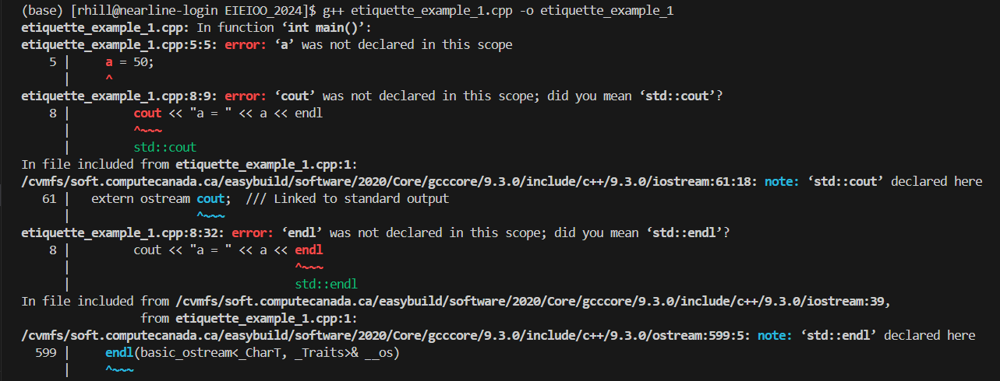 (base) [rhill@nearline-login EIEIOO_2024]$ g++ etiquette_example_1.cpp -o etiquette_example_1
etiquette_example_1.cpp: In function ‘int main()’:
etiquette_example_1.cpp:5:5: error: ‘a’ was not declared in this scope
    5 |     a = 50;
      |     ^
etiquette_example_1.cpp:8:9: error: ‘cout’ was not declared in this scope; did you mean ‘std::cout’?
    8 |         cout << "a = " << a << endl
      |         ^~~~
      |         std::cout
In file included from etiquette_example_1.cpp:1:
/cvmfs/soft.computecanada.ca/easybuild/software/2020/Core/gcccore/9.3.0/include/c++/9.3.0/iostream:61:18: note: ‘std::cout’ declared here
   61 |   extern ostream cout;  /// Linked to standard output
      |                  ^~~~
etiquette_example_1.cpp:8:32: error: ‘endl’ was not declared in this scope; did you mean ‘std::endl’?
    8 |         cout << "a = " << a << endl
      |                                ^~~~
      |                                std::endl
In file included from /cvmfs/soft.computecanada.ca/easybuild/software/2020/Core/gcccore/9.3.0/include/c++/9.3.0/iostream:39,
                 from etiquette_example_1.cpp:1:
/cvmfs/soft.computecanada.ca/easybuild/software/2020/Core/gcccore/9.3.0/include/c++/9.3.0/ostream:599:5: note: ‘std::endl’ declared here
  599 |     endl(basic_ostream<_CharT, _Traits>& __os)
      |     ^~~~